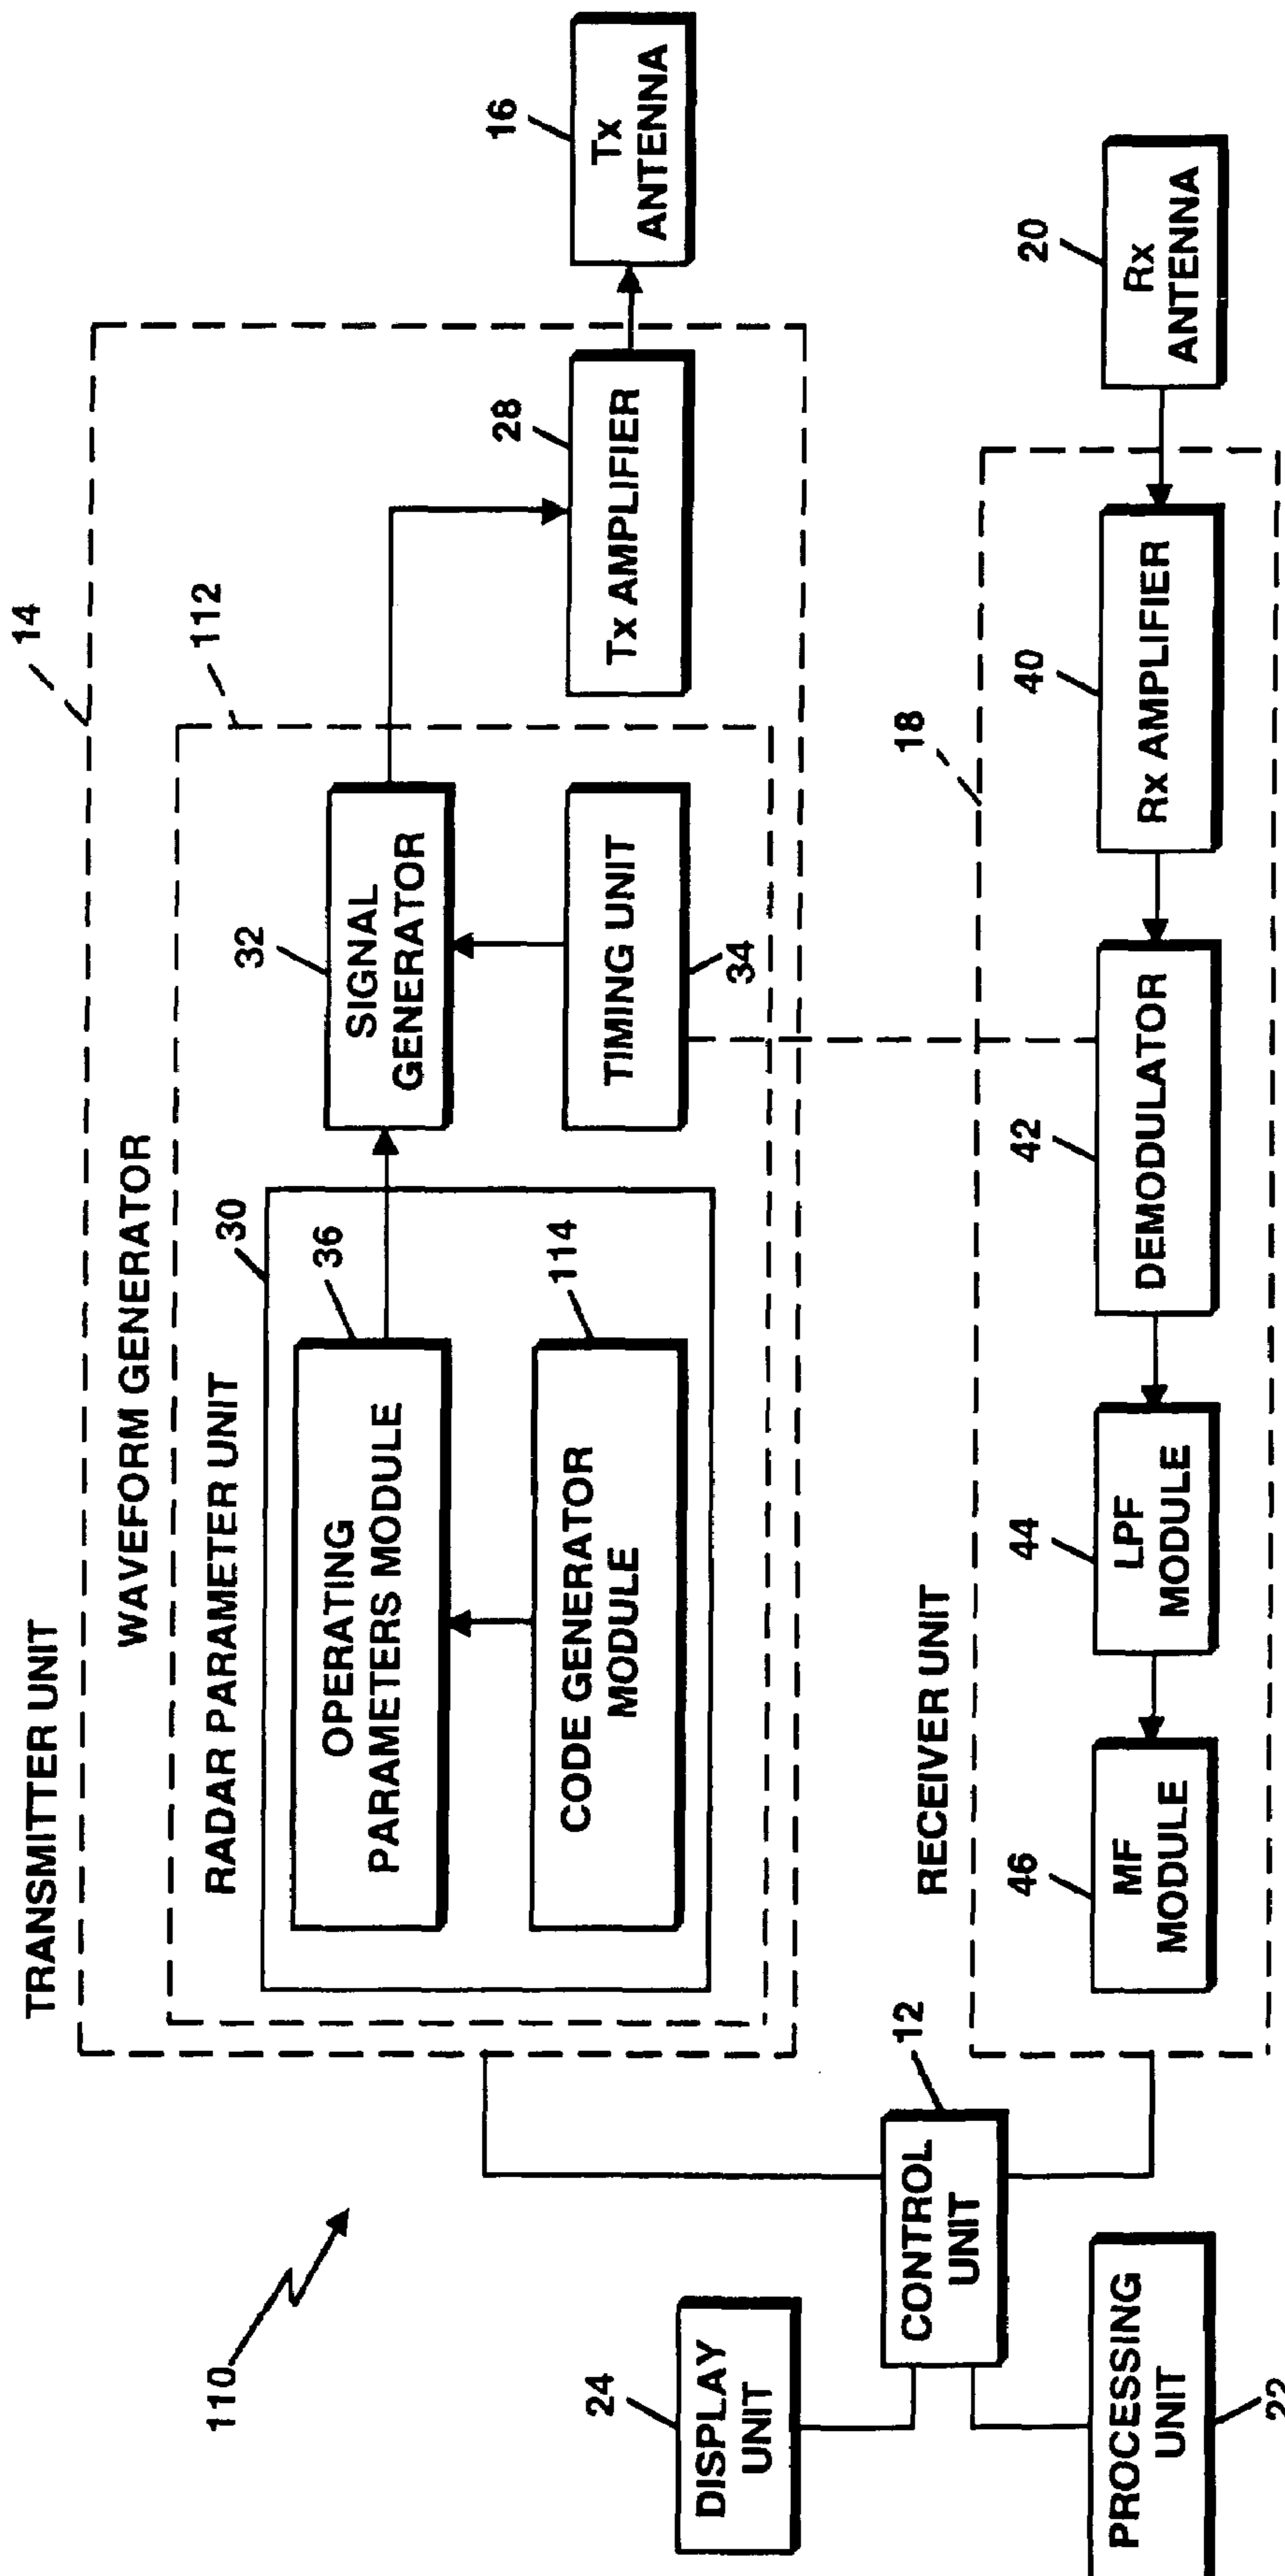 110
TRANSMITTER UNIT
14
WAVEFORM GENERATOR
112
RADAR PARAMETER UNIT
30
36
OPERATING
PARAMETERS MODULE
114
CODE GENERATOR
MODULE
32
SIGNAL
GENERATOR
TIMING UNIT
34
28
Tx AMPLIFIER
16
Tx
ANTENNA
24
DISPLAY
UNIT
12
CONTROL
UNIT
PROCESSING
UNIT
22
RECEIVER UNIT
18
46
MF
MODULE
44
LPF
MODULE
42
DEMODULATOR
40
Rx AMPLIFIER
20
Rx
ANTENNA